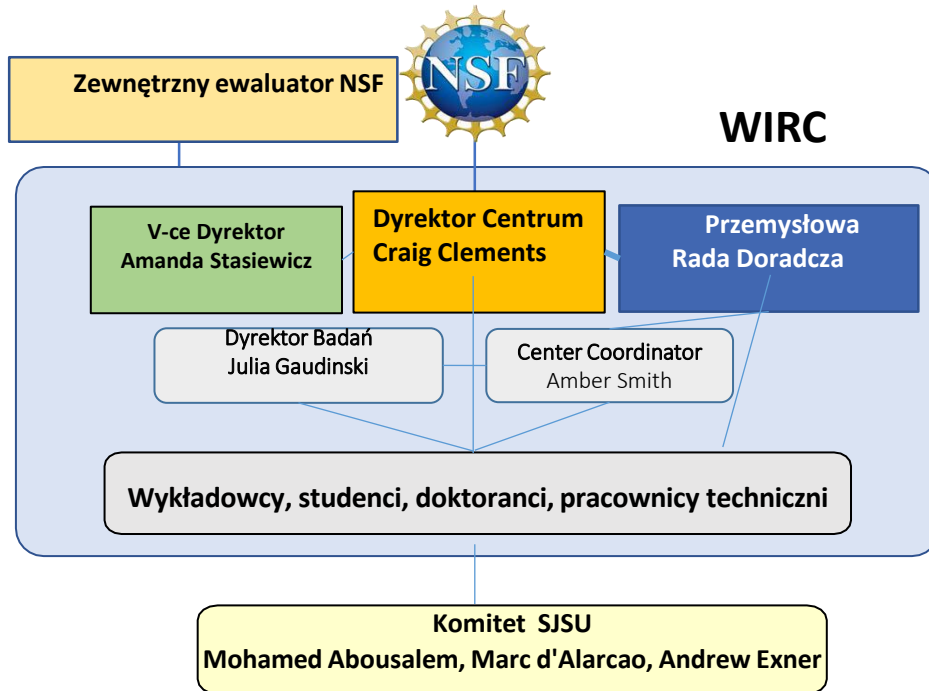 NSF
Zewnętrzny ewaluator NSF
WIRC
V-ce Dyrektor
Amanda Stasiewicz
Dyrektor Centrum
Craig Clements
Przemysłowa
Rada Doradcza
Dyrektor Badań
Julia Gaudinski
Center Coordinator
Amber Smith
Wykładowcy, studenci, doktoranci, pracownicy techniczni
Komitet SJSU
Mohamed Abousalem, Marc d'Alarcao, Andrew Exner